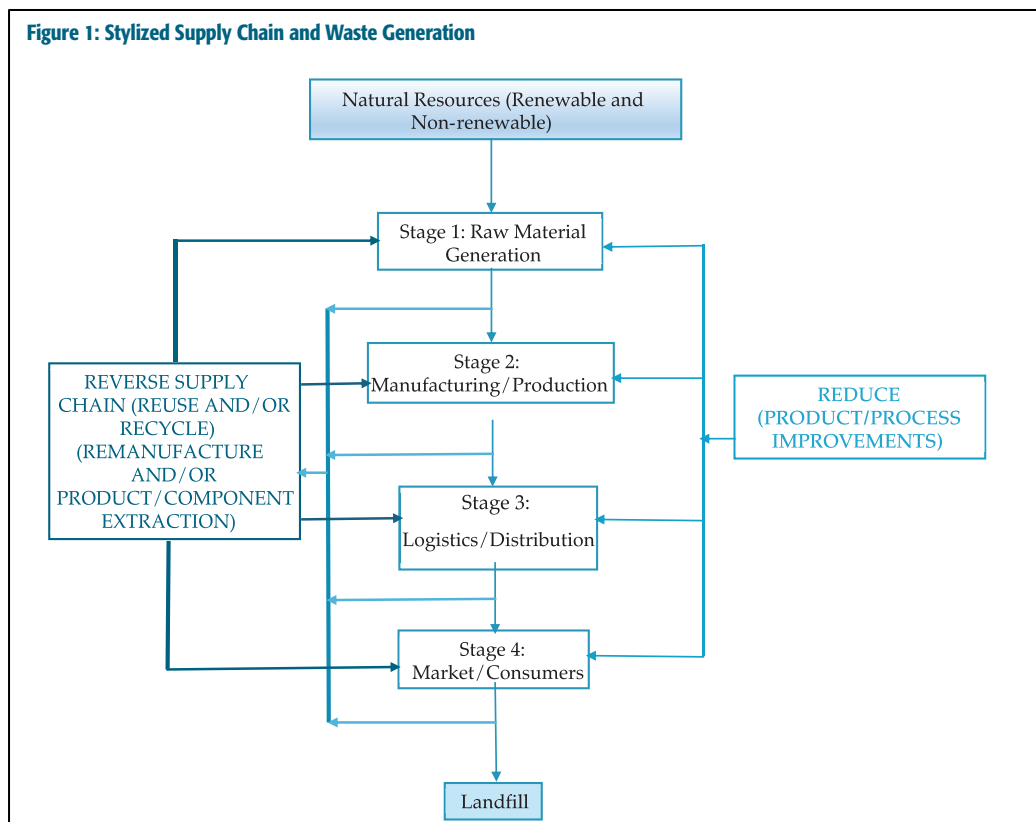 Figure 1: Stylized Supply Chain and Waste Generation
Natural Resources (Renewable and
Non-renewable)
Stage 1: Raw Material
Generation
Stage 2:
Manufacturing/Production
REVERSE SUPPLY
CHAIN (REUSE AND/OR
RECYCLE)
(REMANUFACTURE
AND/OR
PRODUCT/COMPONENT
EXTRACTION)
REDUCE
(PRODUCT/PROCESS
IMPROVEMENTS)
Stage 3:
Logistics/Distribution
Stage 4:
Market/Consumers
Landfill